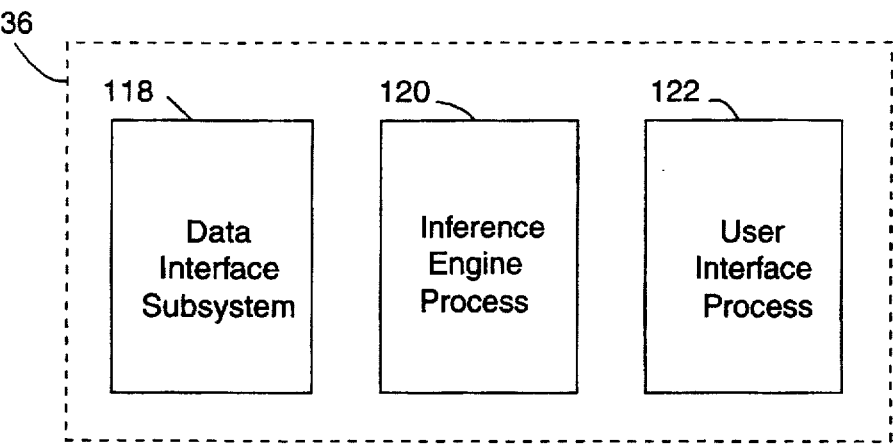 36
118
120
122
Data
Interface
Subsystem
Inference
Engine
Process
User
Interface
Process